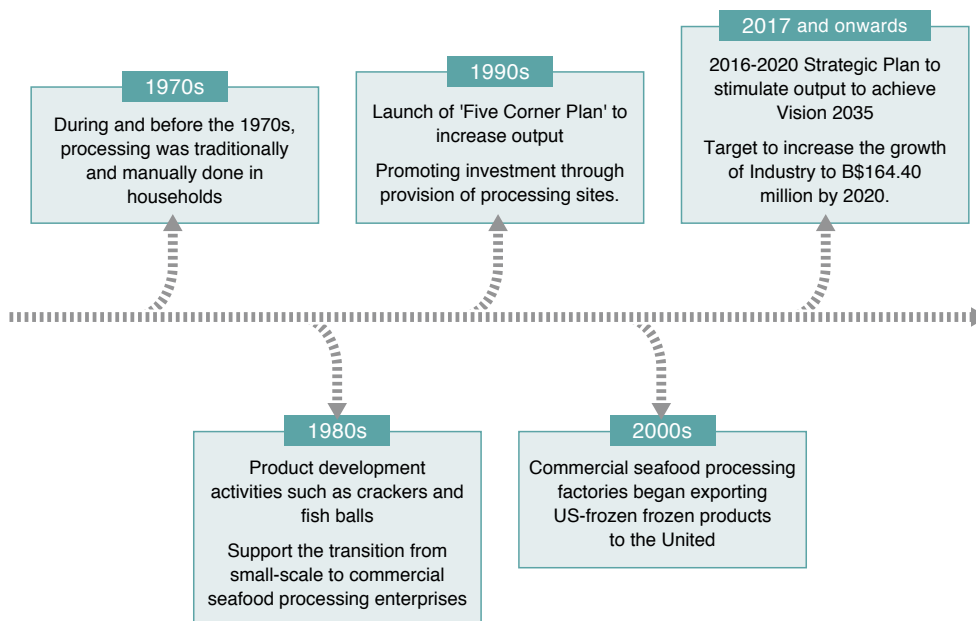 1970s
During and before the 1970s,
processing was traditionally
and manually done in
households
1980s
Product development
activities such as crackers and
fish balls
Support the transition from
small-scale to commercial
seafood processing enterprises
1990s
Launch of 'Five Corner Plan' to
increase output
Promoting investment through
provision of processing sites.
2000s
Commercial seafood processing
factories began exporting
US-frozen frozen products
to the United
2017 and onwards
2016-2020 Strategic Plan to
stimulate output to achieve
Vision 2035
Target to increase the growth
of Industry to B$164.40
million by 2020.